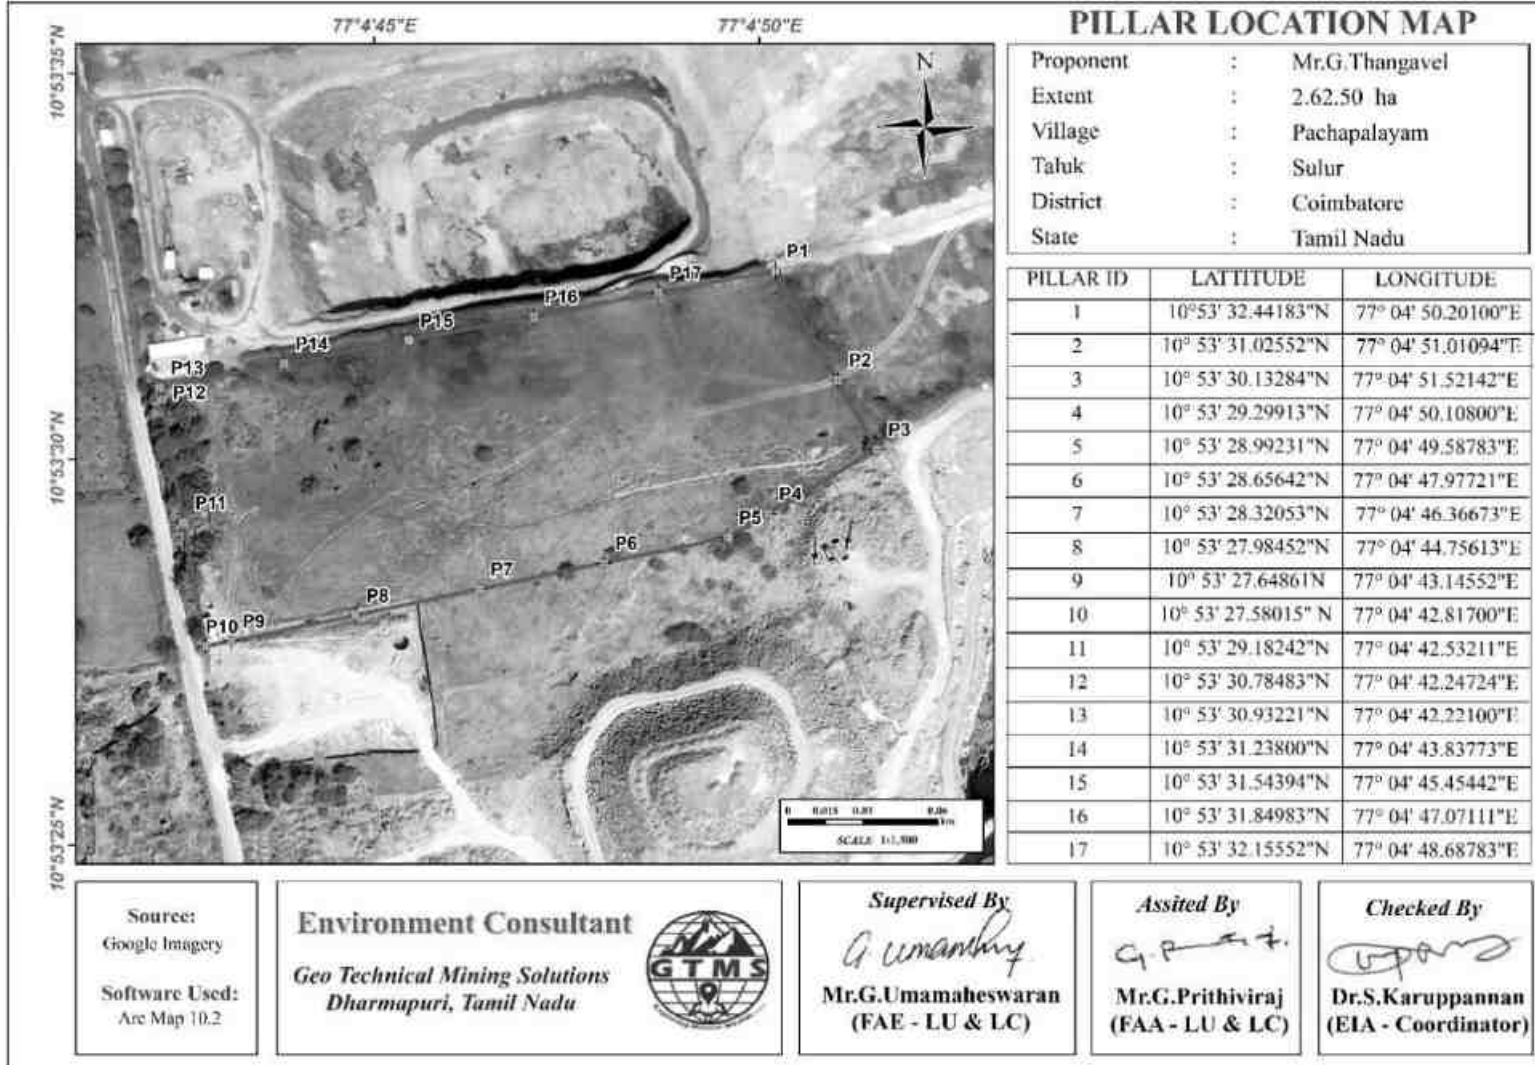 77°4'45"E
77°4'50"E
10°53'35"N
10°53'30"N
10°53'25"N
N
P1
P17
P16
P15
P14
P13
P12
P2
P3
P11
P4
P5
P6
P7
P8
P9
P10
0 0.015 0.03 0.06
km
SCALE 1:1,500
PILLAR LOCATION MAP
Proponent : Mr.G.Thangavel
Extent : 2.62.50 ha
Village : Pachapalayam
Taluk : Sulur
District : Coimbatore
State : Tamil Nadu
PILLAR ID LATTITUDE LONGITUDE
1 10°53' 32.44183"N 77° 04' 50.20100"E
2 10° 53' 31.02552"N 77° 04' 51.01094"E
3 10° 53' 30.13284"N 77° 04' 51.52142"E
4 10° 53' 29.29913"N 77° 04' 50.10800"E
5 10° 53' 28.99231"N 77° 04' 49.58783"E
6 10° 53' 28.65642"N 77° 04' 47.97721"E
7 10° 53' 28.32053"N 77° 04' 46.36673"E
8 10° 53' 27.98452"N 77° 04' 44.75613"E
9 10° 53' 27.64861N 77° 04' 43.14552"E
10 10° 53' 27.58015" N 77° 04' 42.81700"E
11 10° 53' 29.18242"N 77° 04' 42.53211"E
12 10° 53' 30.78483"N 77° 04' 42.24724"E
13 10° 53' 30.93221"N 77° 04' 42.22100"E
14 10° 53' 31.23800"N 77° 04' 43.83773"E
15 10° 53' 31.54394"N 77° 04' 45.45442"E
16 10° 53' 31.84983"N 77° 04' 47.07111"E
17 10° 53' 32.15552"N 77° 04' 48.68783"E
Source:
Google Imagery
Software Used:
Arc Map 10.2
Environment Consultant
Geo Technical Mining Solutions
Dharmapuri, Tamil Nadu
GTMS
Supervised By
Mr.G.Umamaheswaran
(FAE - LU & LC)
Assited By
Mr.G.Prithiviraj
(FAA - LU & LC)
Checked By
Dr.S.Karuppannan
(EIA - Coordinator)